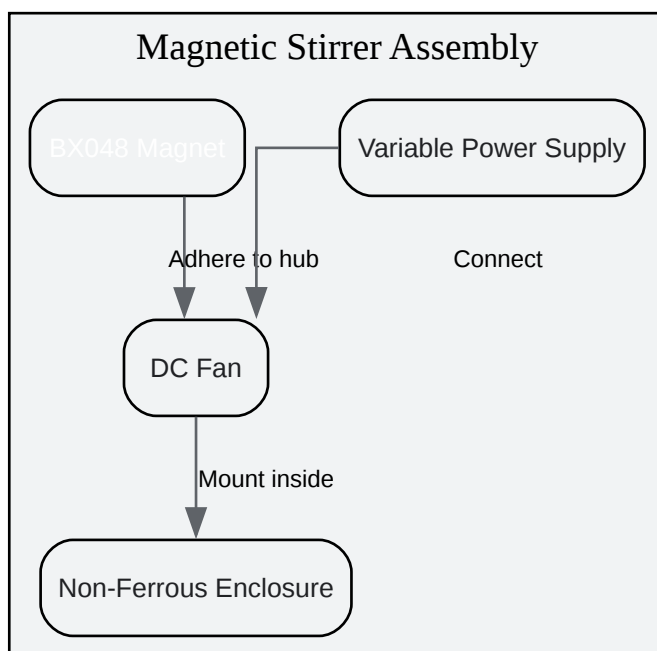 Magnetic Stirrer Assembly
BX048 Magnet
Variable Power Supply
Adhere to hub
Connect
DC Fan
Mount inside
Non-Ferrous Enclosure